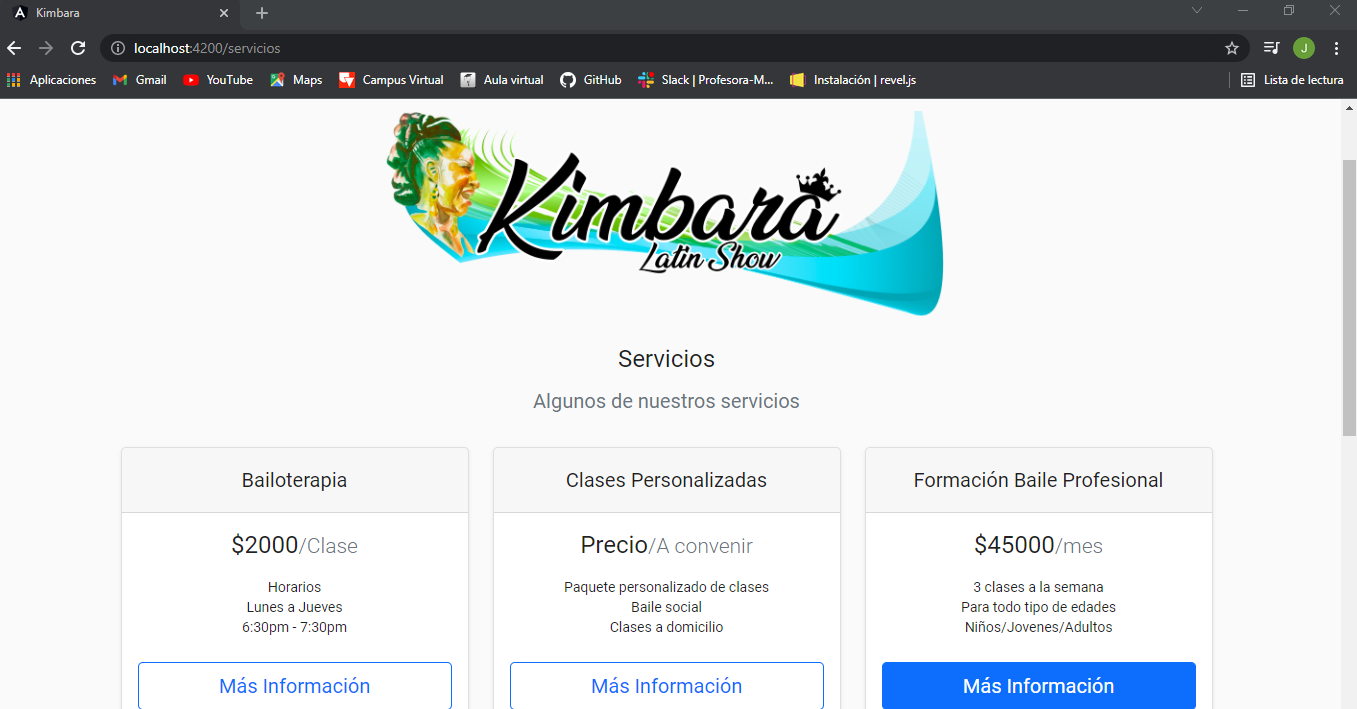 Kimbara
localhost:4200/servicios
J
Aplicaciones
Gmail
YouTube
Maps
Campus Virtual
Aula virtual
GitHub
Slack | Profesora-M...
Instalación | revel.js
Lista de lectura
Kimbara
Latin Show
Servicios
Algunos de nuestros servicios
Bailoterapia
$2000/Clase
Horarios
Lunes a Jueves
6:30pm - 7:30pm
Más Información
Clases Personalizadas
Precio/A convenir
Paquete personalizado de clases
Baile social
Clases a domicilio
Más Información
Formación Baile Profesional
$45000/mes
3 clases a la semana
Para todo tipo de edades
Niños/Jovenes/Adultos
Más Información